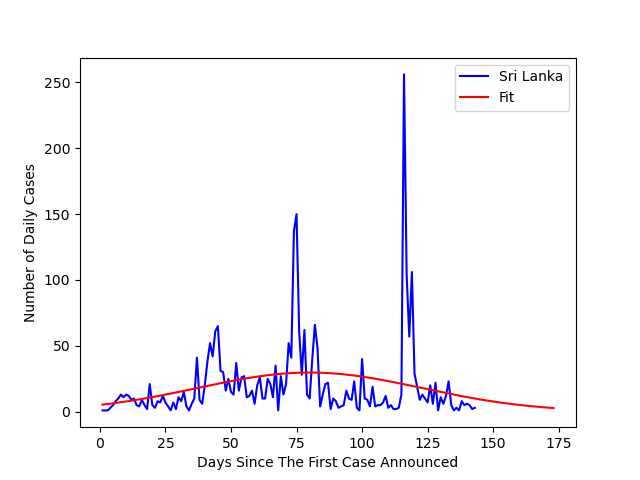 Sri Lanka
Fit
250
200
150
100
50
0
Number of Daily Cases
0 25 50 75 100 125 150 175
Days Since The First Case Announced